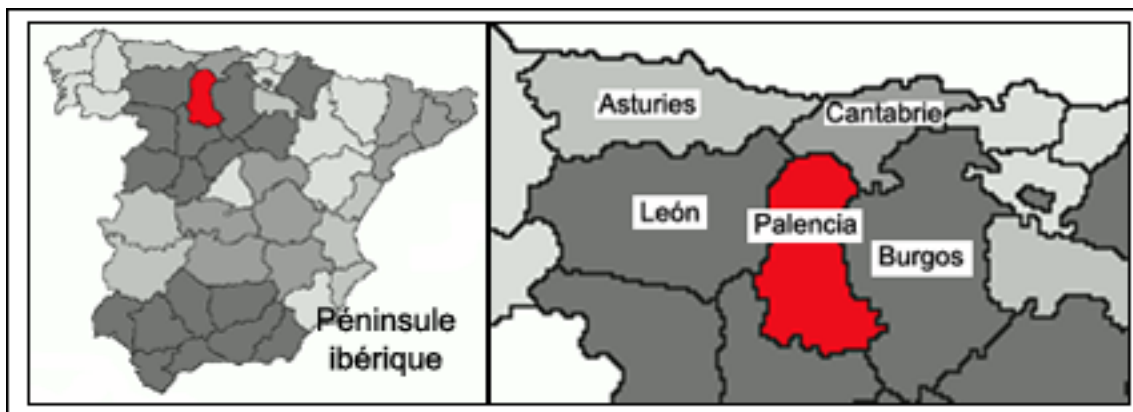 Péninsule
ibérique
Asturies
Cantabrie
León
Palencia
Burgos